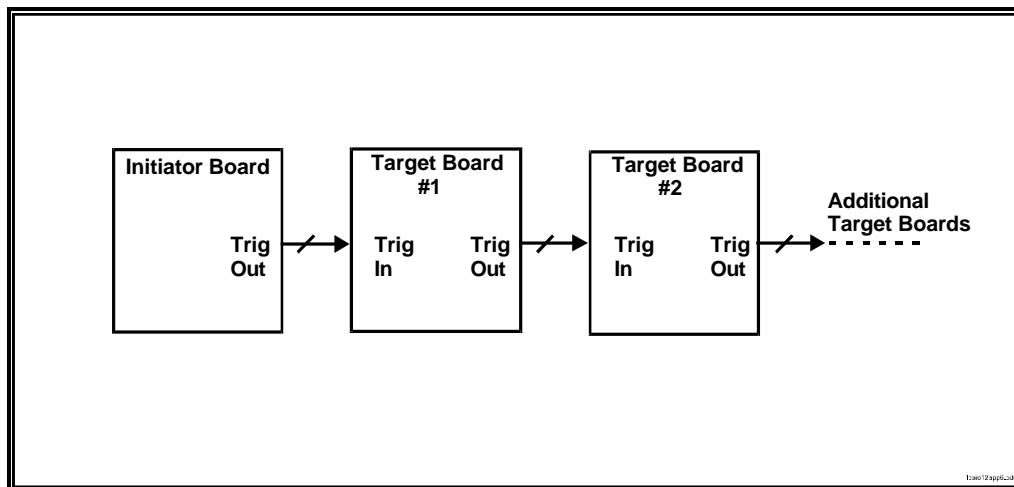 Initiator Board
Trig
Out
Target Board
#1
Trig
In
Trig
Out
Target Board
#2
Trig
In
Trig
Out
Additional
Target Boards